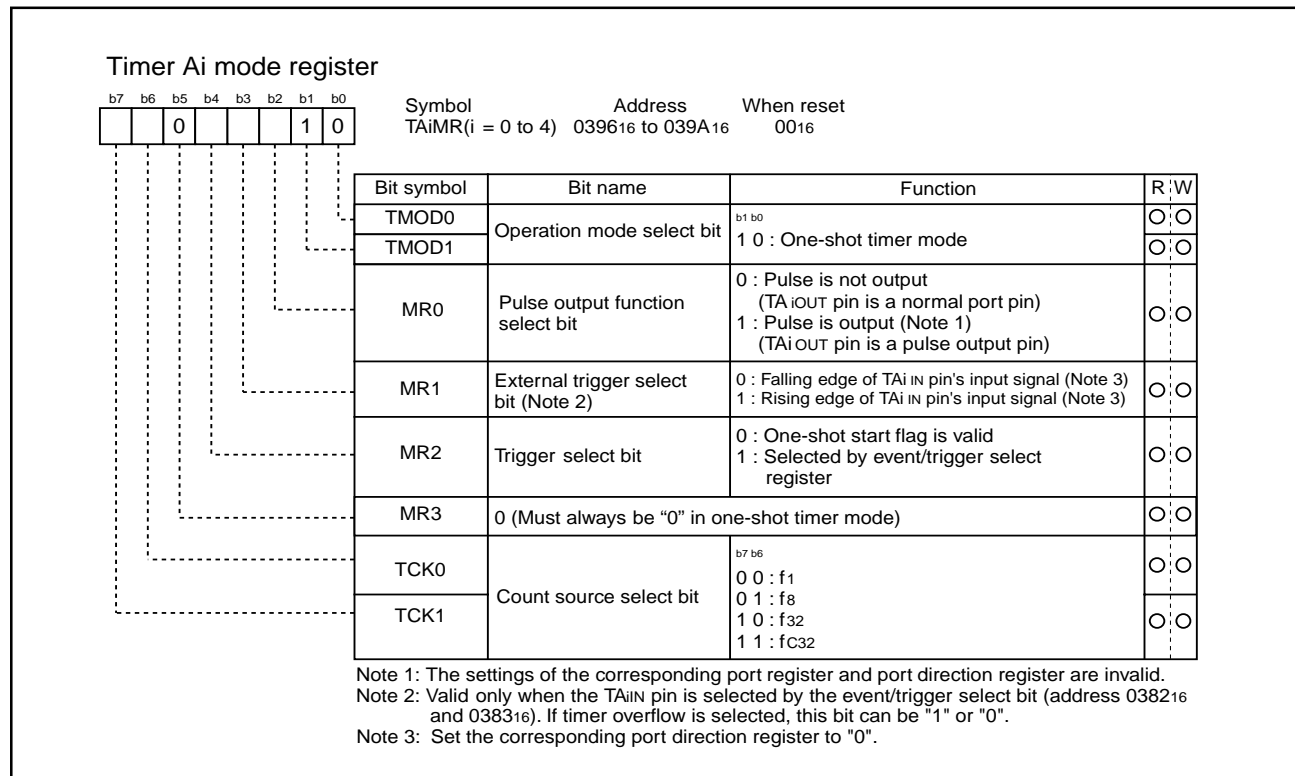 Timer Ai mode register
b7 b6 b5 b4 b3 b2 b1 b0
0 1 0
Symbol Address When reset
TAiMR(i = 0 to 4) 039616 to 039A16 0016
Bit symbol Bit name Function R W
TMOD0
TMOD1
Operation mode select bit
b1 b0
1 0 : One-shot timer mode
MR0
Pulse output function
select bit
0 : Pulse is not output
(TAiOUT pin is a normal port pin)
1 : Pulse is output (Note 1)
(TAiOUT pin is a pulse output pin)
MR1
External trigger select
bit (Note 2)
0 : Falling edge of TAiIN pin's input signal (Note 3)
1 : Rising edge of TAiIN pin's input signal (Note 3)
MR2
Trigger select bit
0 : One-shot start flag is valid
1 : Selected by event/trigger select
register
MR3
0 (Must always be “0” in one-shot timer mode)
TCK0
TCK1
Count source select bit
b7 b6
0 0 : f1
0 1 : f8
1 0 : f32
1 1 : fC32
Note 1: The settings of the corresponding port register and port direction register are invalid.
Note 2: Valid only when the TAiIN pin is selected by the event/trigger select bit (address 038216
and 038316). If timer overflow is selected, this bit can be "1" or "0".
Note 3: Set the corresponding port direction register to "0".